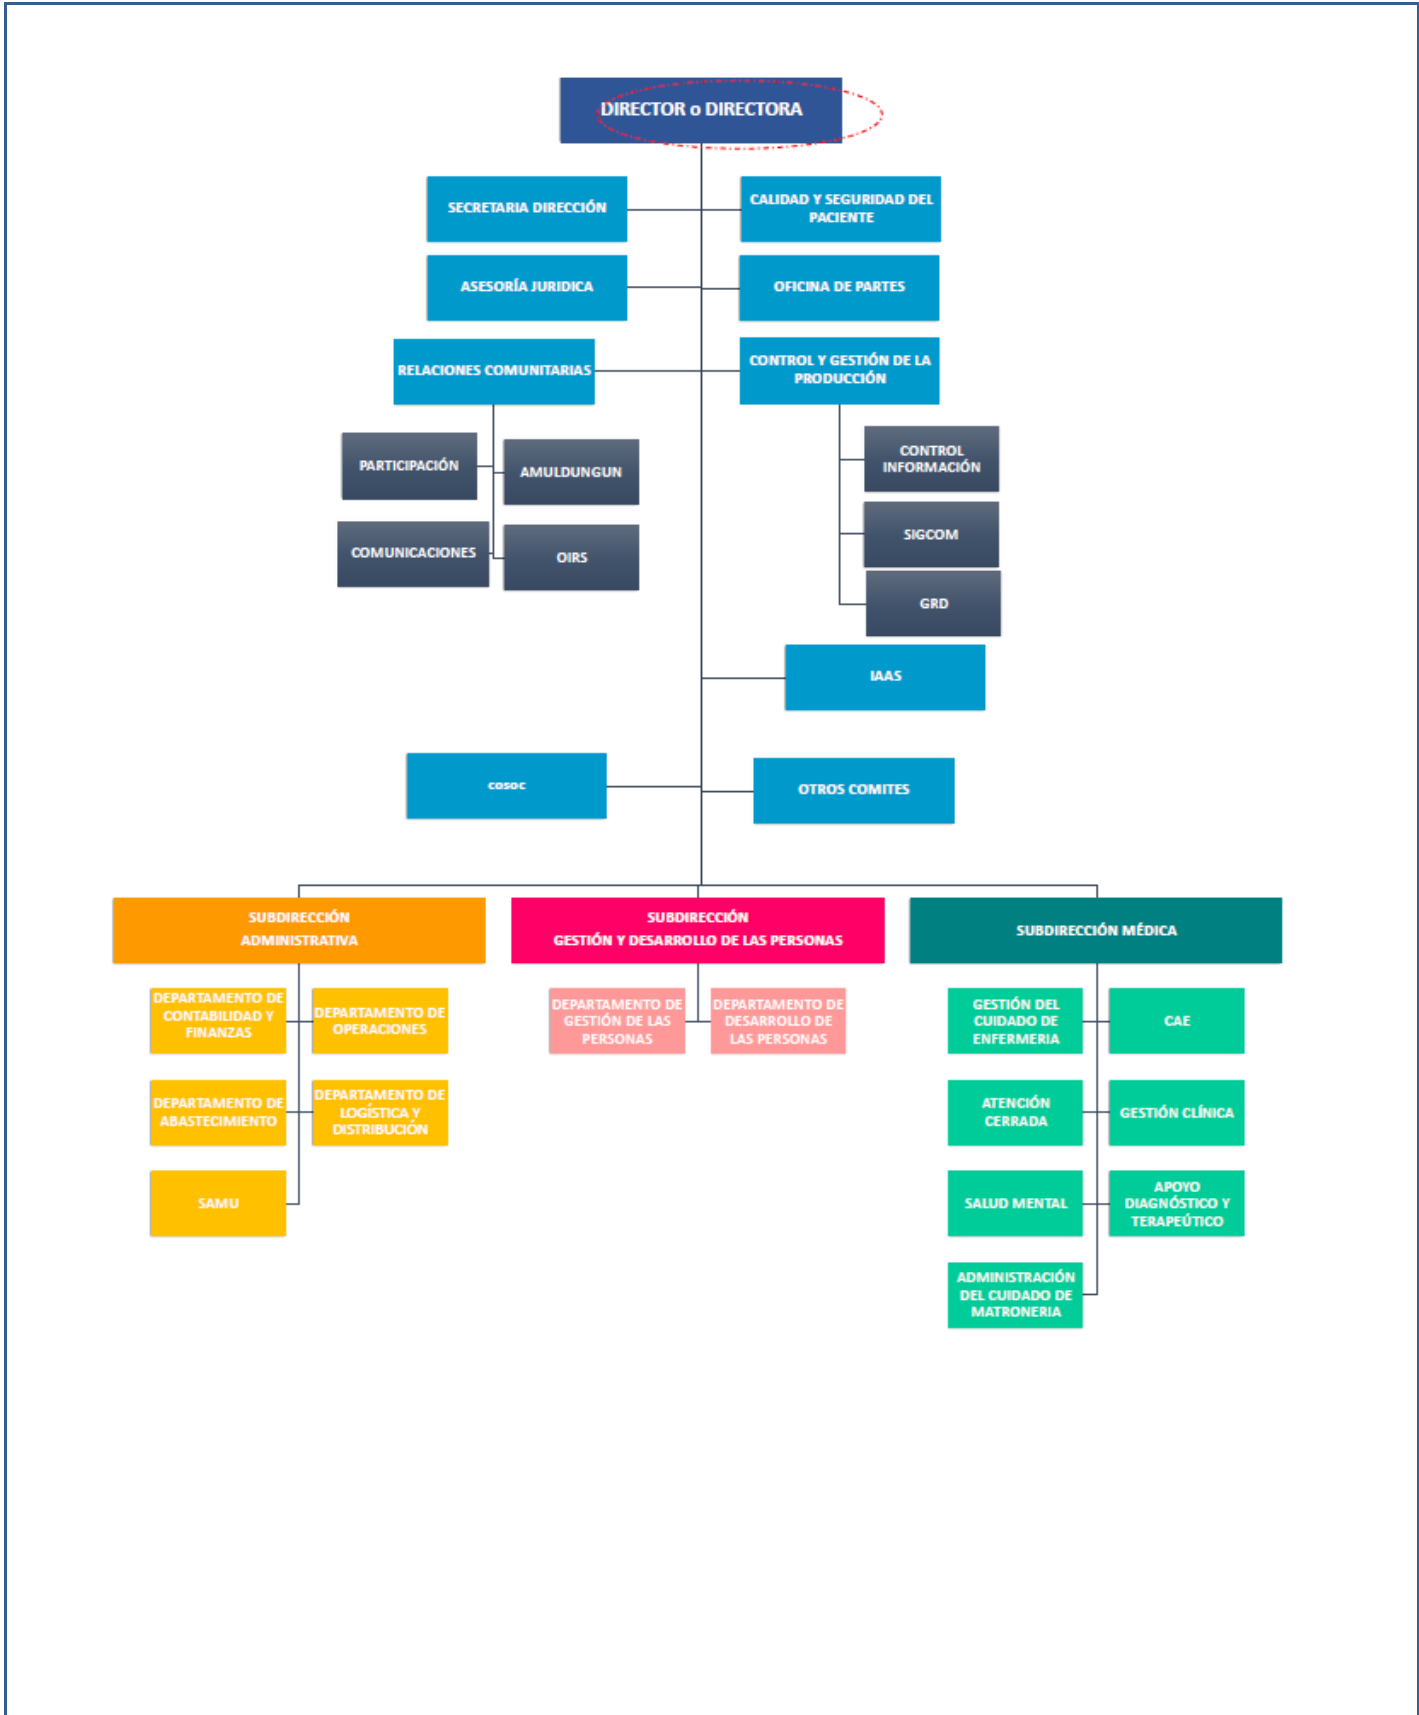 DIRECTOR o DIRECTORA
SECRETARIA DIRECCIÓN
CALIDAD Y SEGURIDAD DEL
PACIENTE
ASESORÍA JURIDICA
OFICINA DE PARTES
RELACIONES COMUNITARIAS
CONTROL Y GESTIÓN DE LA
PRODUCCIÓN
PARTICIPACIÓN
AMULDUNGUN
COMUNICACIONES
OIRS
CONTROL
INFORMACIÓN
SIGCOM
GRD
IAAS
cosoc
OTROS COMITES
SUBDIRECCIÓN
ADMINISTRATIVA
SUBDIRECCIÓN
GESTIÓN Y DESARROLLO DE LAS PERSONAS
SUBDIRECCIÓN MÉDICA
DEPARTAMENTO DE
CONTABILIDAD Y
FINANZAS
DEPARTAMENTO DE
OPERACIONES
DEPARTAMENTO DE
ABASTECIMIENTO
DEPARTAMENTO DE
LOGÍSTICA Y
DISTRIBUCIÓN
SAMU
DEPARTAMENTO DE
GESTIÓN DE LAS
PERSONAS
DEPARTAMENTO DE
DESARROLLO DE
LAS PERSONAS
GESTIÓN DEL
CUIDADO DE
ENFERMERIA
CAE
ATENCIÓN
CERRADA
GESTIÓN CLÍNICA
SALUD MENTAL
APOYO
DIAGNÓSTICO Y
TERAPEÚTICO
ADMINISTRACIÓN
DEL CUIDADO DE
MATRONERIA